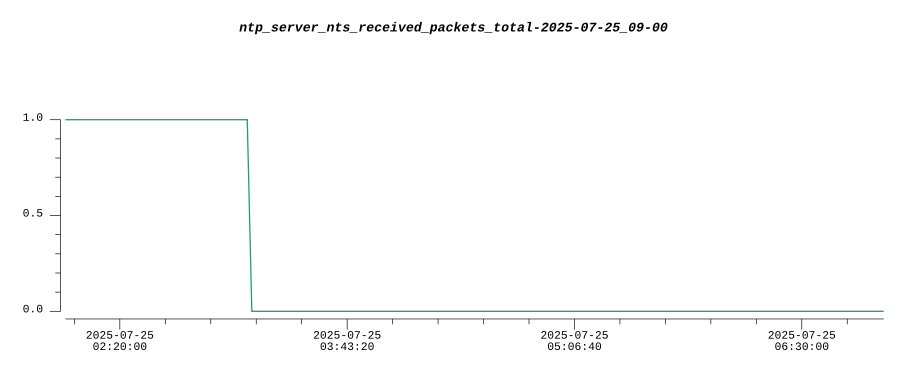 ntp_server_nts_received_packets_total-2025-07-25_09-00
1.0
0.5
0.0
2025-07-25 2025-07-25 2025-07-25 2025-07-25
02:20:00 03:43:20 05:06:40 06:30:00